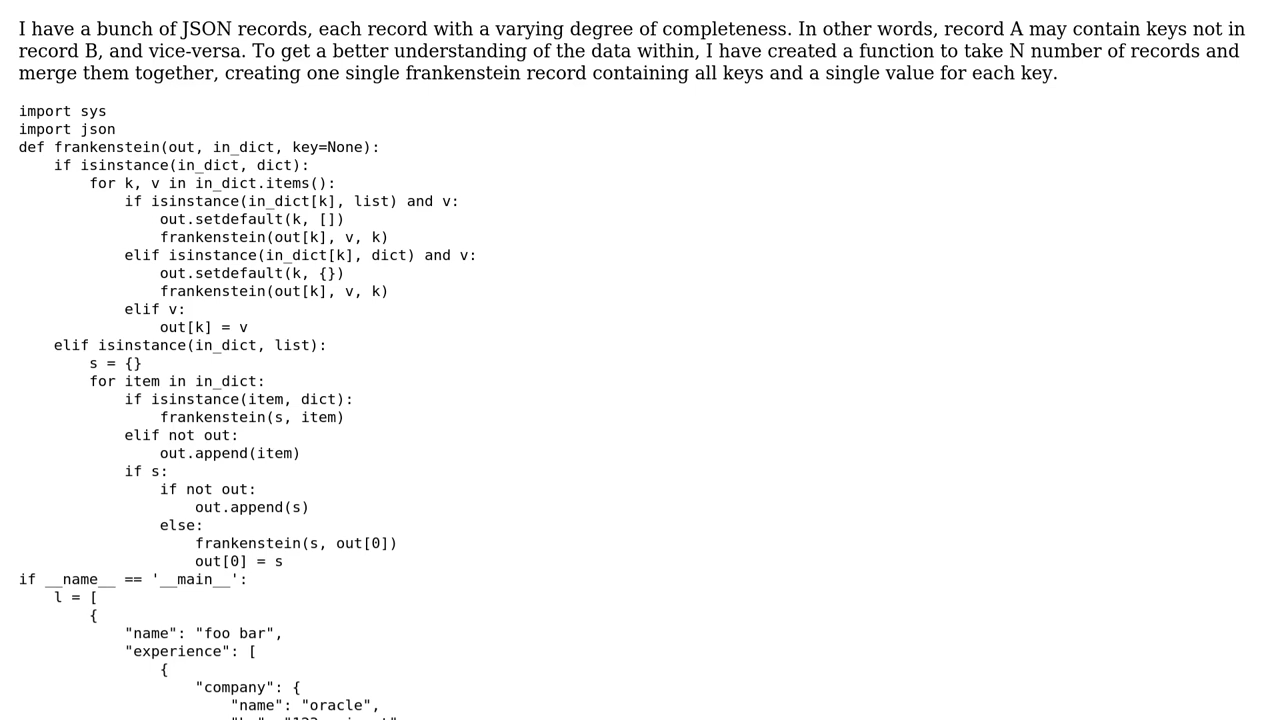 I have a bunch of JSON records, each record with a varying degree of completeness. In other words, record A may contain keys not in
record B, and vice-versa. To get a better understanding of the data within, I have created a function to take N number of records and
merge them together, creating one single frankenstein record containing all keys and a single value for each key.
import sys
import json
def frankenstein(out, in_dict, key=None):
    if isinstance(in_dict, dict):
        for k, v in in_dict.items():
            if isinstance(in_dict[k], list) and v:
                out.setdefault(k, [])
                frankenstein(out[k], v, k)
            elif isinstance(in_dict[k], dict) and v:
                out.setdefault(k, {})
                frankenstein(out[k], v, k)
            elif v:
                out[k] = v
    elif isinstance(in_dict, list):
        s = {}
        for item in in_dict:
            if isinstance(item, dict):
                frankenstein(s, item)
            elif not out:
                out.append(item)
            if s:
                if not out:
                    out.append(s)
                else:
                    frankenstein(s, out[0])
                    out[0] = s
if __name__ == '__main__':
    l = [
        {
            "name": "foo bar",
            "experience": [
                {
                    "company": {
                        "name": "oracle",